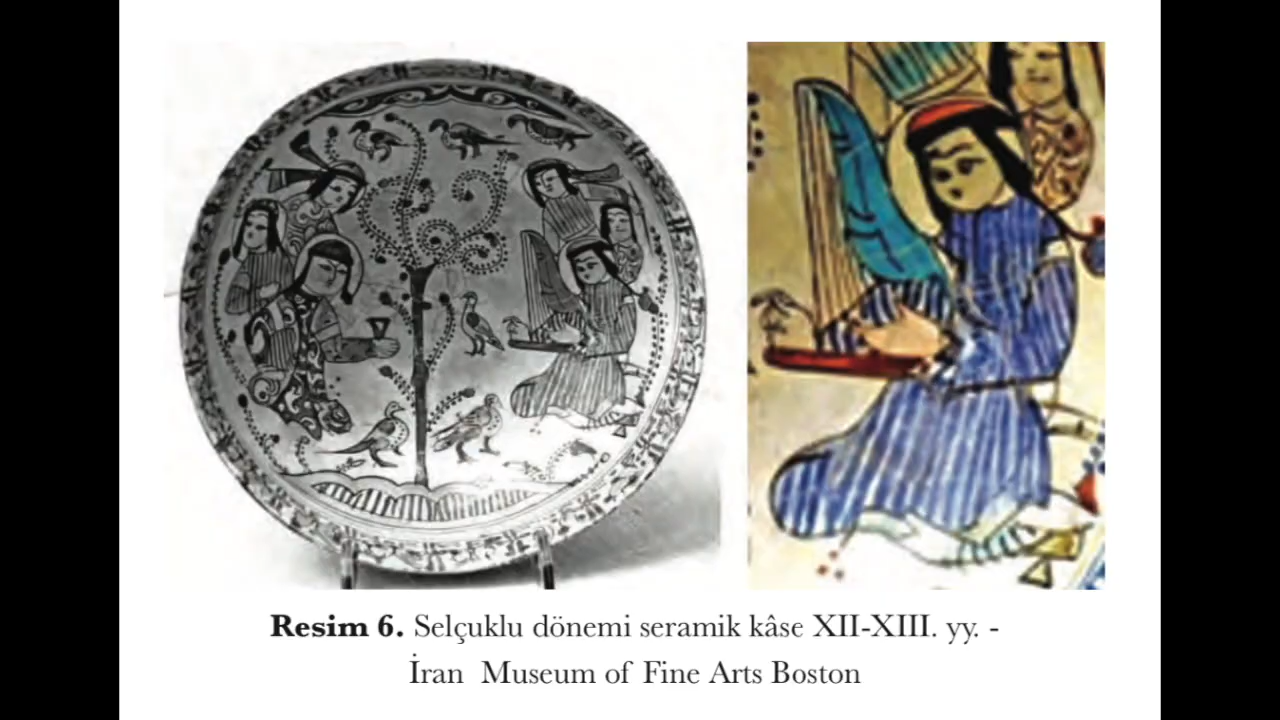 Resim 6. Selçuklu dönemi seramik kâse XII-XIII. yy. -
İran Museum of Fine Arts Boston